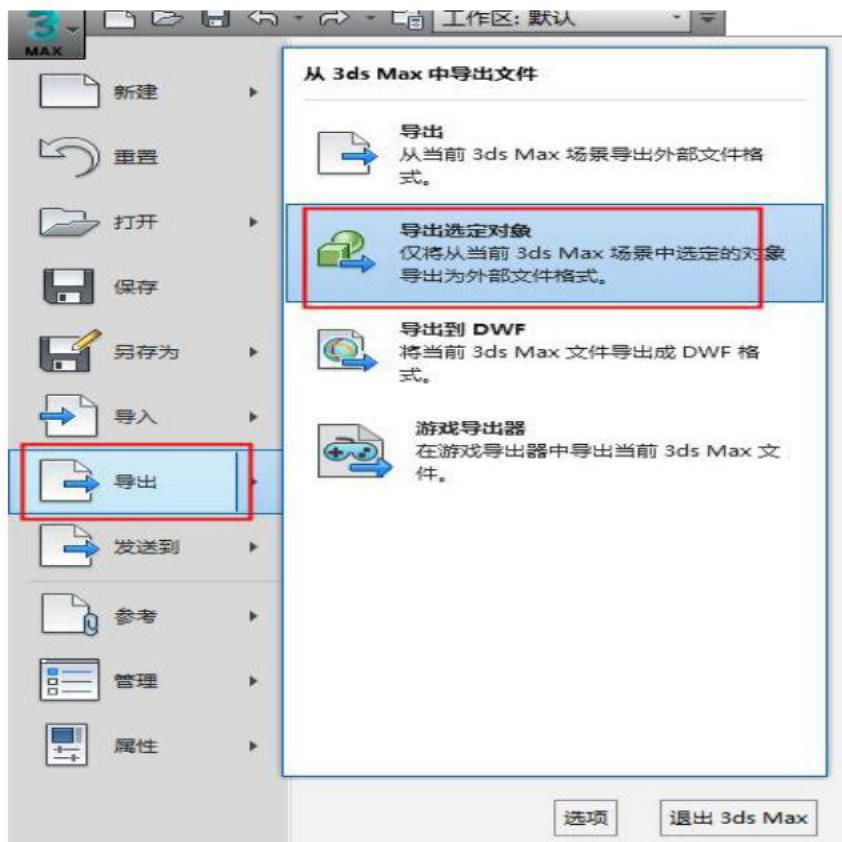 工作区: 默认
MAX
新建
重置
打开
保存
另存为
导入
导出
发送到
参考
管理
属性
从 3ds Max 中导出文件
导出
从当前 3ds Max 场景导出外部文件格
式。
导出选定对象
仅将从当前 3ds Max 场景中选定的对象
导出为外部文件格式。
导出到 DWF
将当前 3ds Max 文件导出成 DWF 格
式。
游戏导出器
在游戏导出器中导出当前 3ds Max 文
件。
选项
退出 3ds Max